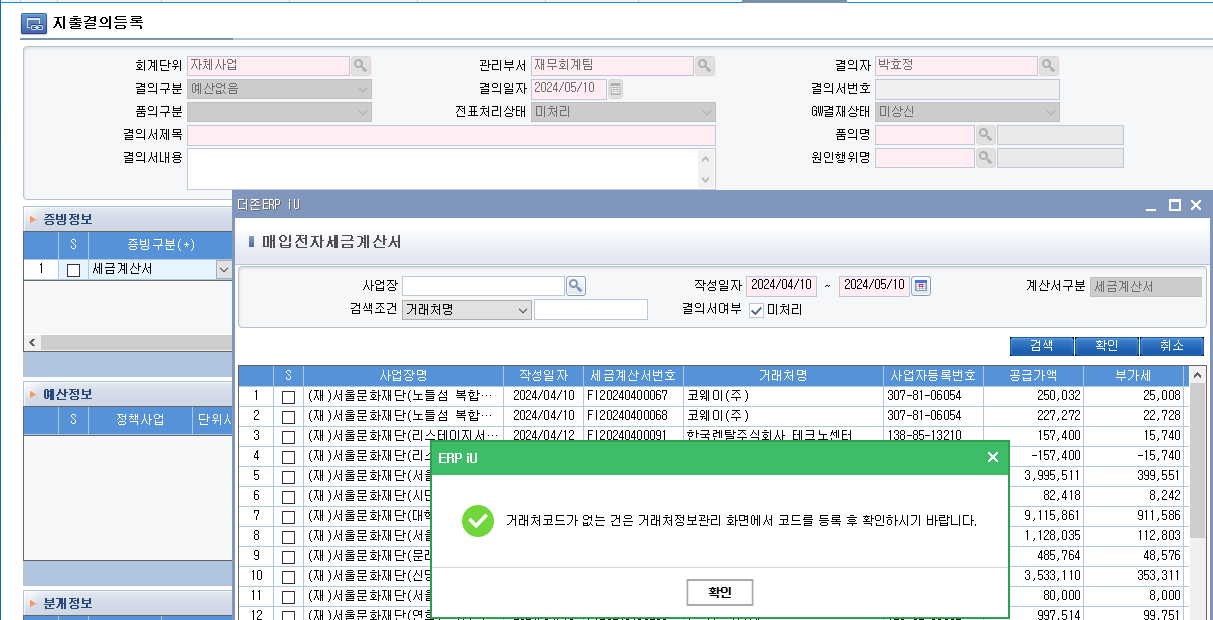 지출결의등록
회계단위 자체사업 관리부서 재무회계팀 결의자 박효정
결의구분 예산없음 결의일자 2024/05/10 결의서번호
품의구분 전표처리상태 미처리 GW결재상태 미상신
결의서제목 품의명
결의서내용 원인행위명
증빙정보
S 증빙구분(*)
1 세금계산서
예산정보
S 정책사업 단위사
분개정보
더존ERP iU
매입전자세금계산서
사업장 작성일자 2024/04/10 ~ 2024/05/10 계산서구분 세금계산서
검색조건 거래처명 결의서여부 미처리
검색 확인 취소
S 사업장명 작성일자 세금계산서번호 거래처명 사업자등록번호 공급가액 부가세
1 (재)서울문화재단(노들섬 복합… 2024/04/10 FI20240400067 코웨이(주) 307-81-06054 250,032 25,008
2 (재)서울문화재단(노들섬 복합… 2024/04/10 FI20240400068 코웨이(주) 307-81-06054 227,272 22,728
3 (재)서울문화재단(리스테이지서… 2024/04/12 FI20240400091 한국렌탈주식회사 테크노센터 138-85-13210 157,400 15,740
4 (재)서울문화재단(리스 -157,400 -15,740
5 (재)서울문화재단(서울 3,995,511 399,551
6 (재)서울문화재단(시민 82,418 8,242
7 (재)서울문화재단(대학 9,115,861 911,586
8 (재)서울문화재단(서울 1,128,035 112,803
9 (재)서울문화재단(문래 485,764 48,576
10 (재)서울문화재단(신당 3,533,110 353,311
11 (재)서울문화재단(서울 80,000 8,000
12 (재)서울문화재단(연희 997,514 99,751
ERP iU
거래처코드가 없는 건은 거래처정보관리 화면에서 코드를 등록 후 확인하시기 바랍니다.
확인